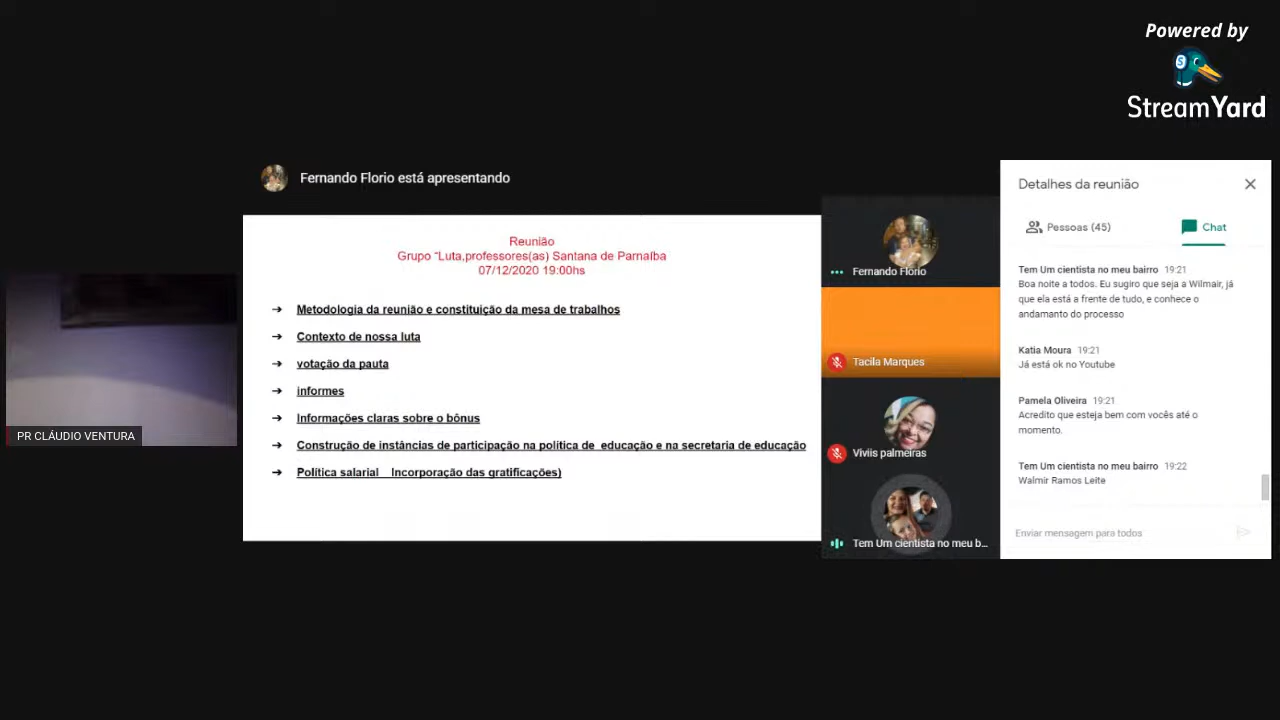 Powered by
StreamYard
Fernando Florio está apresentando
Reunião
Grupo "Luta,professores(as) Santana de Parnaíba
07/12/2020 19:00hs
→ Metodologia da reunião e constituição da mesa de trabalhos
→ Contexto de nossa luta
→ votação da pauta
→ informes
→ Informações claras sobre o bônus
→ Construção de instâncias de participação na política de educação e na secretaria de educação
→ Política salarial Incorporação das gratificações)
PR CLÁUDIO VENTURA
Fernando Florio
Tacila Marques
Viviis palmeiras
Tem Um cientista no meu b...
Detalhes da reunião
Pessoas (45)
Chat
Tem Um cientista no meu bairro 19:21
Boa noite a todos. Eu sugiro que seja a Wilmair, já
que ela está a frente de tudo, e conhece o
andamanto do processo
Katia Moura 19:21
Já está ok no Youtube
Pamela Oliveira 19:21
Acredito que esteja bem com vocês até o
momento.
Tem Um cientista no meu bairro 19:22
Walmir Ramos Leite
Enviar mensagem para todos